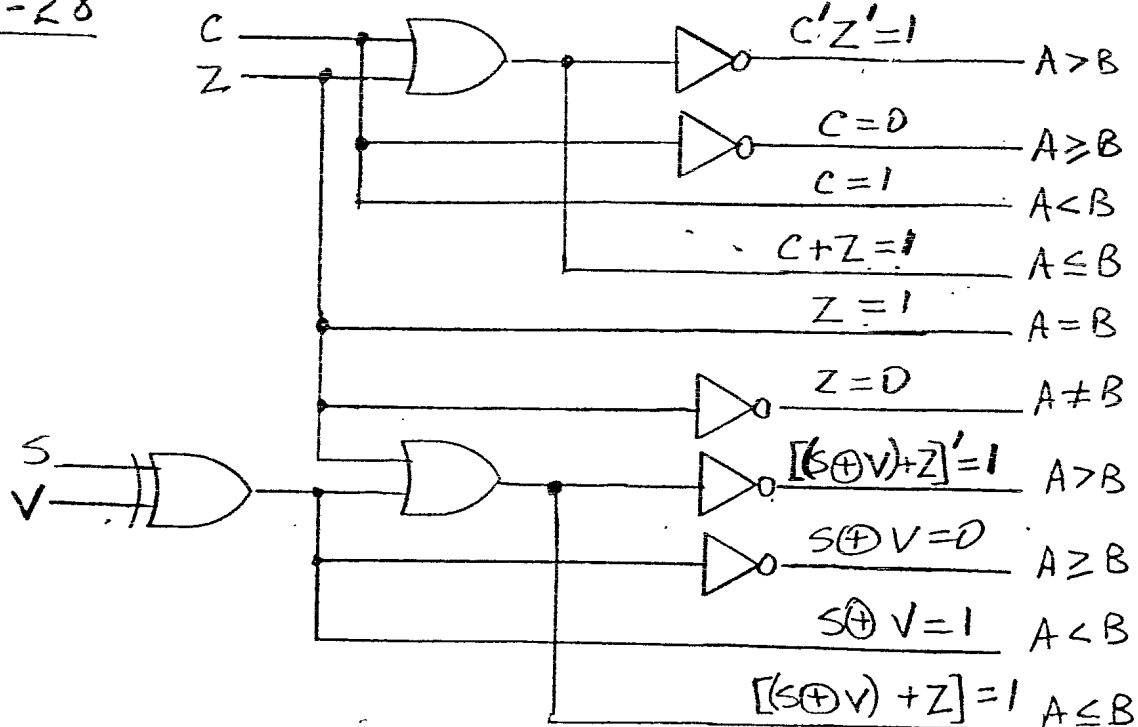 -28
C
C'Z'=1
A>B
Z
C=0
A≥B
C=1
A<B
C+Z=1
A≤B
Z=1
A=B
Z=0
A≠B
S
[(S⊕V)+Z]'=1
A>B
V
S⊕V=0
A≥B
S⊕V=1
A<B
[(S⊕V)+Z]=1
A≤B